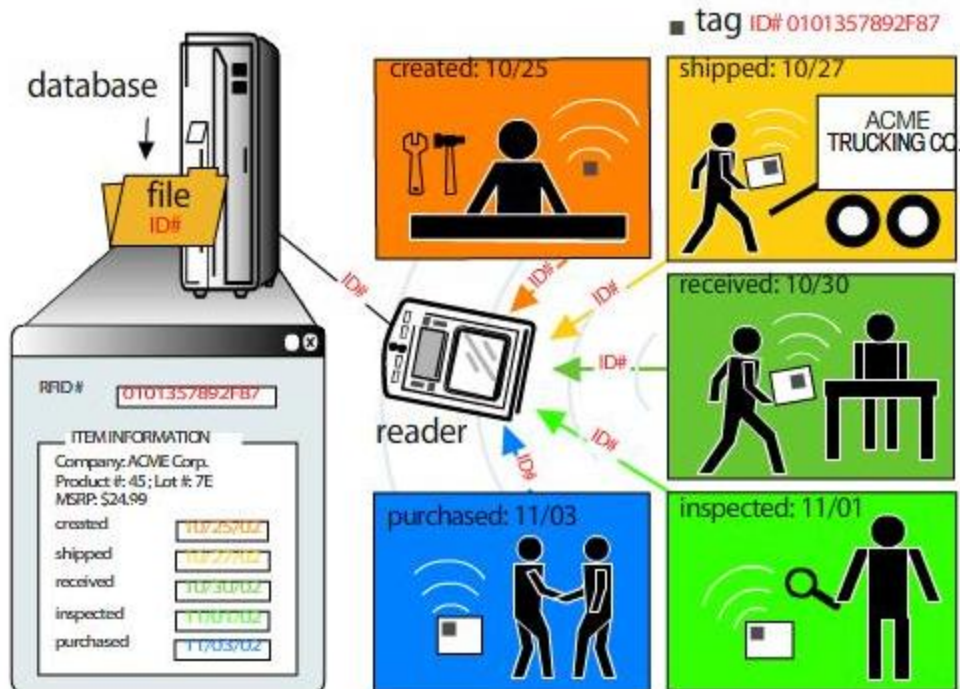 tag ID# 0101357892F87
database
file
ID#
created: 10/25
shipped: 10/27
ACME
TRUCKING CO.
ID#
ID#
ID#
received: 10/30
ID#
reader
ID#
ID#
purchased: 11/03
inspected: 11/01
RFID # 0101357892F87
ITEM INFORMATION
Company: ACME Corp.
Product #: 45 ; Lot #: 7E
MSRP: $24.99
created 10/25/02
shipped 10/27/02
received 10/30/02
inspected 11/01/02
purchased 11/03/02